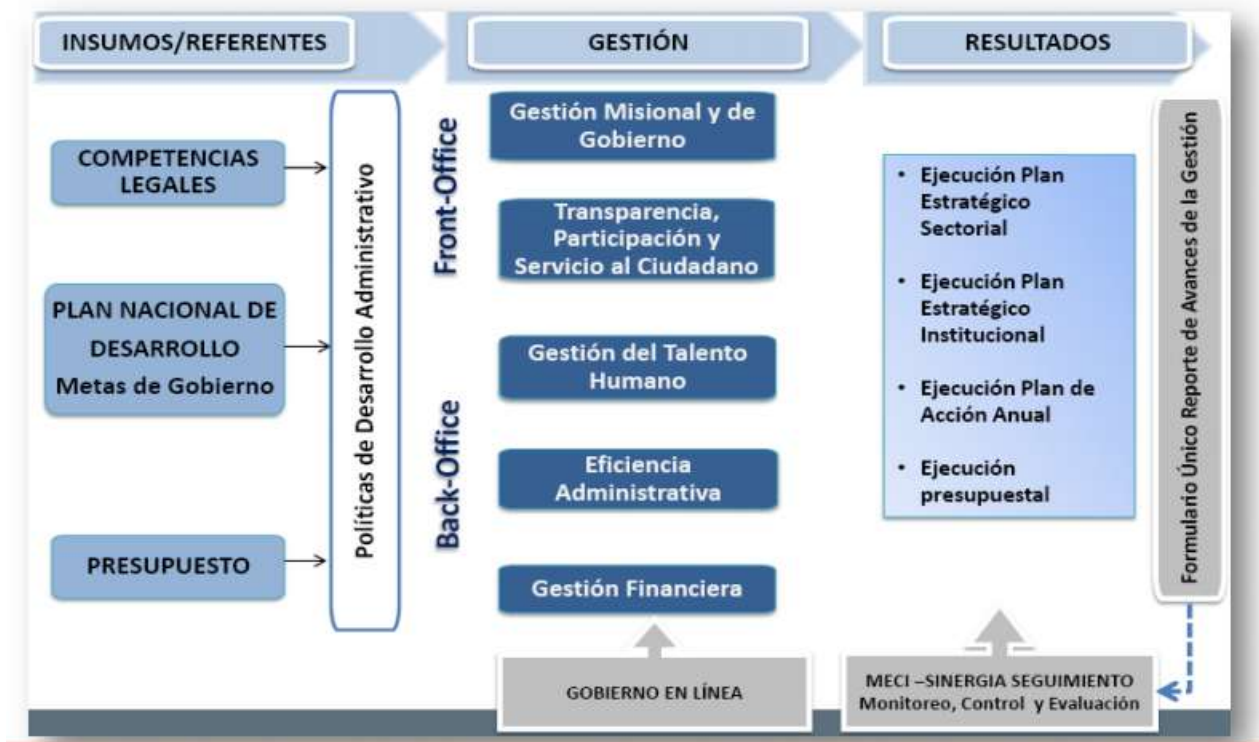 INSUMOS/REFERENTES
GESTIÓN
RESULTADOS
COMPETENCIAS
LEGALES
PLAN NACIONAL DE
DESARROLLO
Metas de Gobierno
PRESUPUESTO
Políticas de Desarrollo Administrativo
Front-Office
Back-Office
Gestión Misional y de
Gobierno
Transparencia,
Participación y
Servicio al Ciudadano
Gestión del Talento
Humano
Eficiencia
Administrativa
Gestión Financiera
GOBIERNO EN LÍNEA
• Ejecución Plan
Estratégico
Sectorial
• Ejecución Plan
Estratégico
Institucional
• Ejecución Plan de
Acción Anual
• Ejecución
presupuestal
MECI –SINERGIA SEGUIMIENTO
Monitoreo, Control y Evaluación
Formulario Único Reporte de Avances de la Gestión